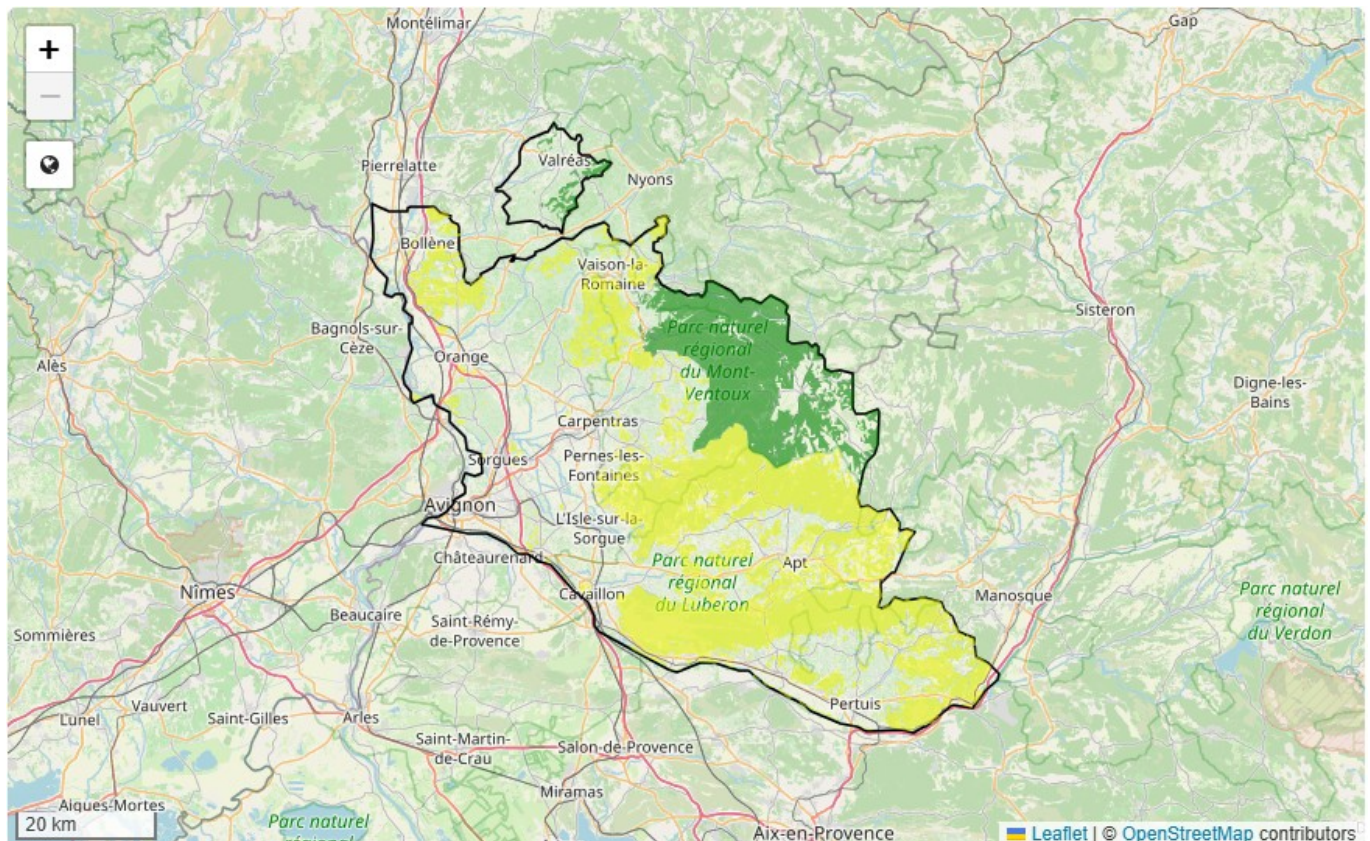 Montélimar
Gap
+
−
Valréas
Pierrelatte
Nyons
Bollène
Vaison-la-
Romaine
Sisteron
Bagnols-sur-
Cèze
Parc naturel
régional
du Mont-
Ventoux
Orange
Alès
Digne-les-
Bains
Carpentras
Sorgues
Pernes-les-
Fontaines
Avignon
L'Isle-sur-la-
Sorgue
Châteaurenard
Parc naturel
régional
du Luberon
Apt
Nîmes
Cavaillon
Manosque
Parc naturel
régional
du Verdon
Beaucaire
Saint-Rémy-
de-Provence
Sommières
Pertuis
Vauvert
Lunel
Saint-Gilles
Arles
Saint-Martin-
de-Crau
Salon-de-Provence
Miramas
Aigues-Mortes
20 km
Parc naturel
régional
Aix-en-Provence
Leaflet | © OpenStreetMap contributors